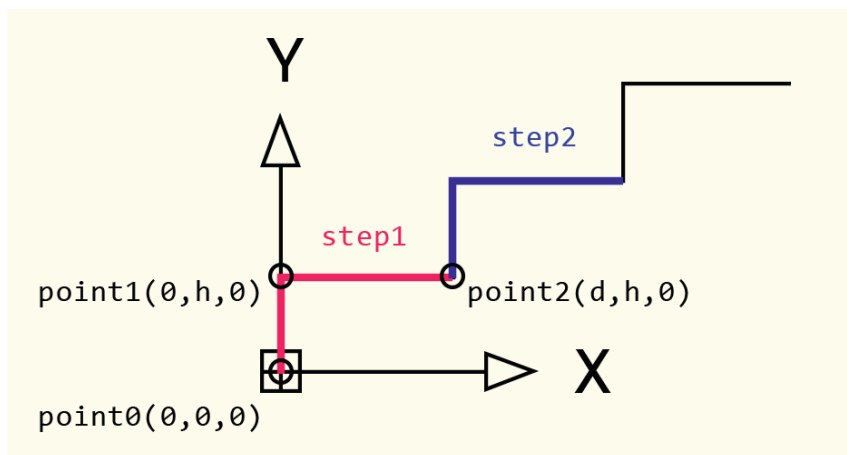 Y
step2
step1
point1(0,h,0)
point2(d,h,0)
X
point0(0,0,0)